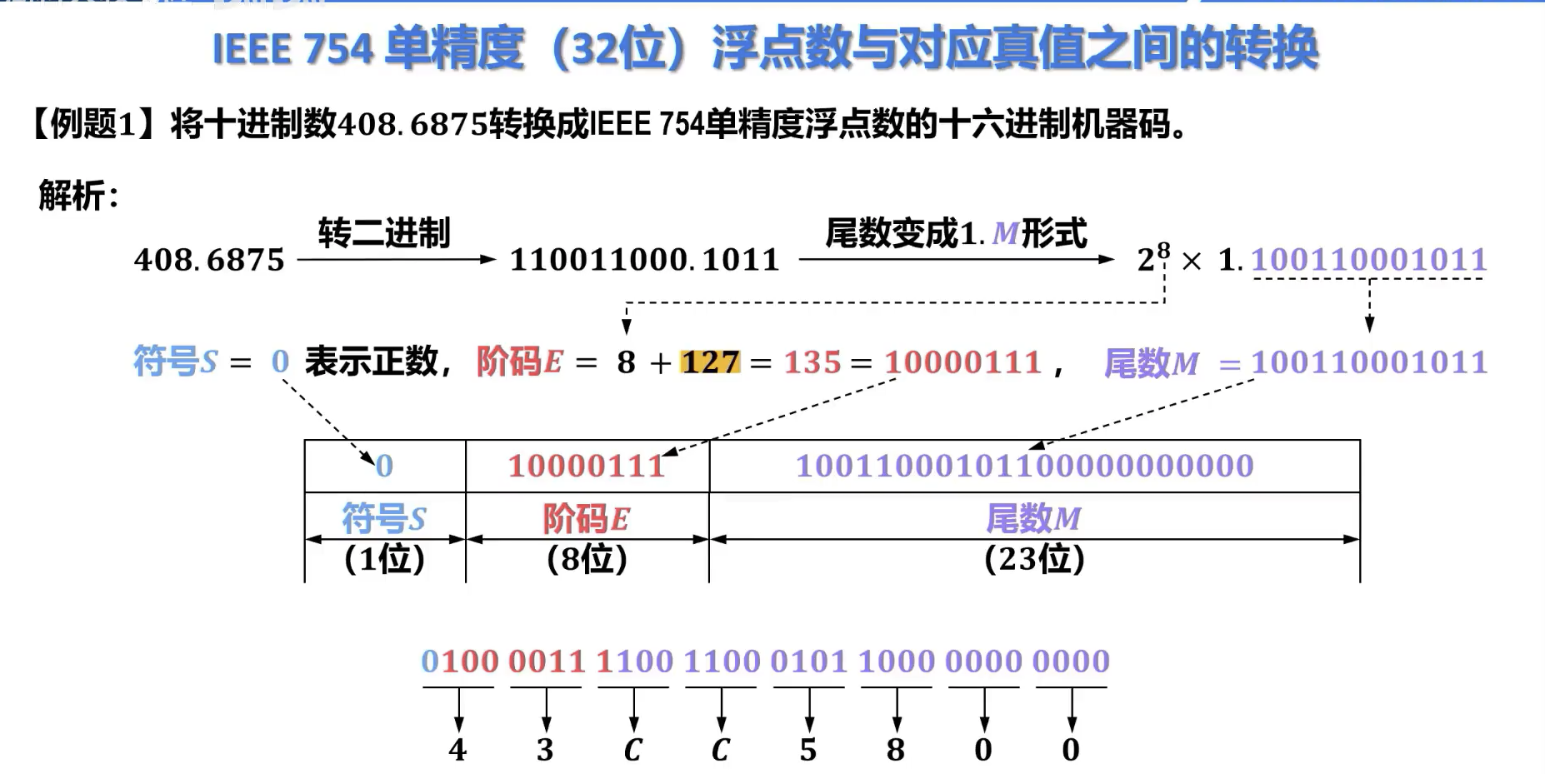 IEEE 754 单精度（32位）浮点数与对应真值之间的转换
【例题1】将十进制数408.6875转换成IEEE 754单精度浮点数的十六进制机器码。
解析：
转二进制 尾数变成1.M形式
408.6875 110011000.1011 2⁸ × 1.100110001011
符号S = 0 表示正数， 阶码E = 8 + 127 = 135 = 10000111 ， 尾数M = 100110001011
0 10000111 10011000101100000000000
符号S 阶码E 尾数M
（1位） （8位） （23位）
0100 0011 1100 1100 0101 1000 0000 0000
4 3 C C 5 8 0 0